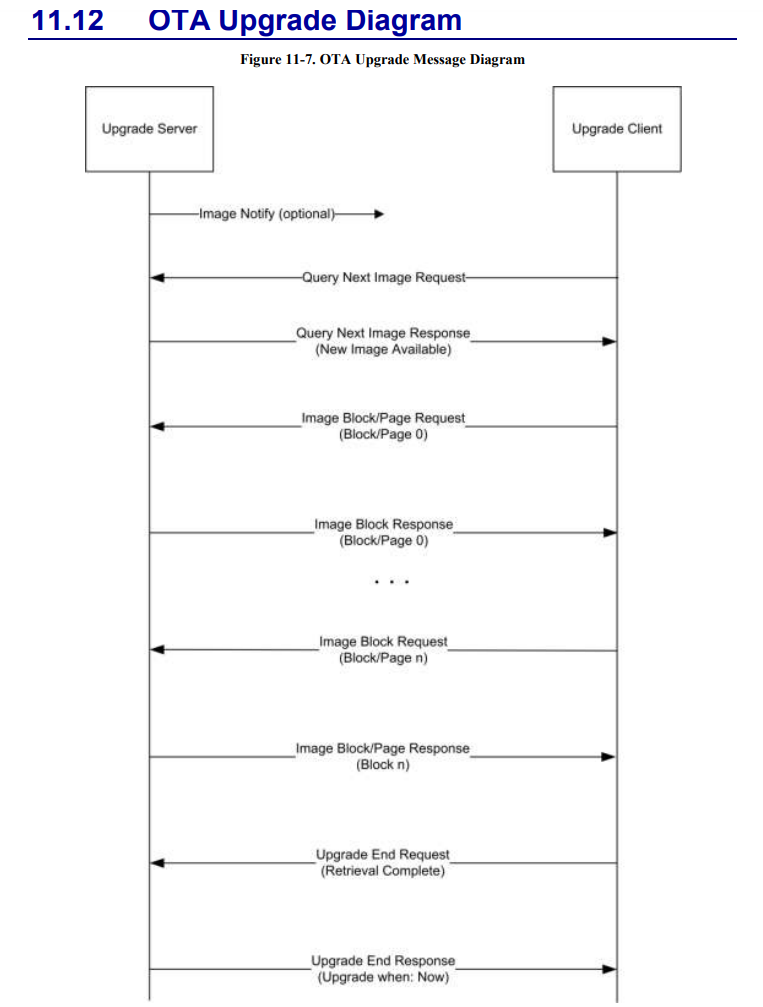 11.12 OTA Upgrade Diagram
Figure 11-7. OTA Upgrade Message Diagram
Upgrade Server
Upgrade Client
Image Notify (optional)
Query Next Image Request
Query Next Image Response
(New Image Available)
Image Block/Page Request
(Block/Page 0)
Image Block Response
(Block/Page 0)
. . .
Image Block Request
(Block/Page n)
Image Block/Page Response
(Block n)
Upgrade End Request
(Retrieval Complete)
Upgrade End Response
(Upgrade when: Now)